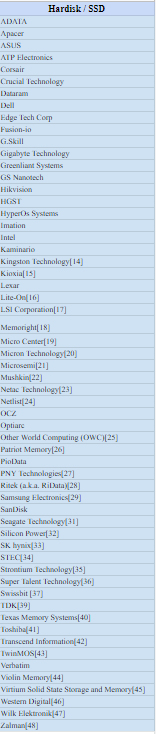 Hardisk / SSD
ADATA
Apacer
ASUS
ATP Electronics
Corsair
Crucial Technology
Dataram
Dell
Edge Tech Corp
Fusion-io
G.Skill
Gigabyte Technology
Greenliant Systems
GS Nanotech
Hikvision
HGST
HyperOs Systems
Imation
Intel
Kaminario
Kingston Technology[14]
Kioxia[15]
Lexar
Lite-On[16]
LSI Corporation[17]
Memoright[18]
Micro Center[19]
Micron Technology[20]
Microsemi[21]
Mushkin[22]
Netac Technology[23]
Netlist[24]
OCZ
Optiarc
Other World Computing (OWC)[25]
Patriot Memory[26]
PioData
PNY Technologies[27]
Ritek (a.k.a. RiData)[28]
Samsung Electronics[29]
SanDisk
Seagate Technology[31]
Silicon Power[32]
SK hynix[33]
STEC[34]
Strontium Technology[35]
Super Talent Technology[36]
Swissbit [37]
TDK[39]
Texas Memory Systems[40]
Toshiba[41]
Transcend Information[42]
TwinMOS[43]
Verbatim
Violin Memory[44]
Virtium Solid State Storage and Memory[45]
Western Digital[46]
Wilk Elektronik[47]
Zalman[48]